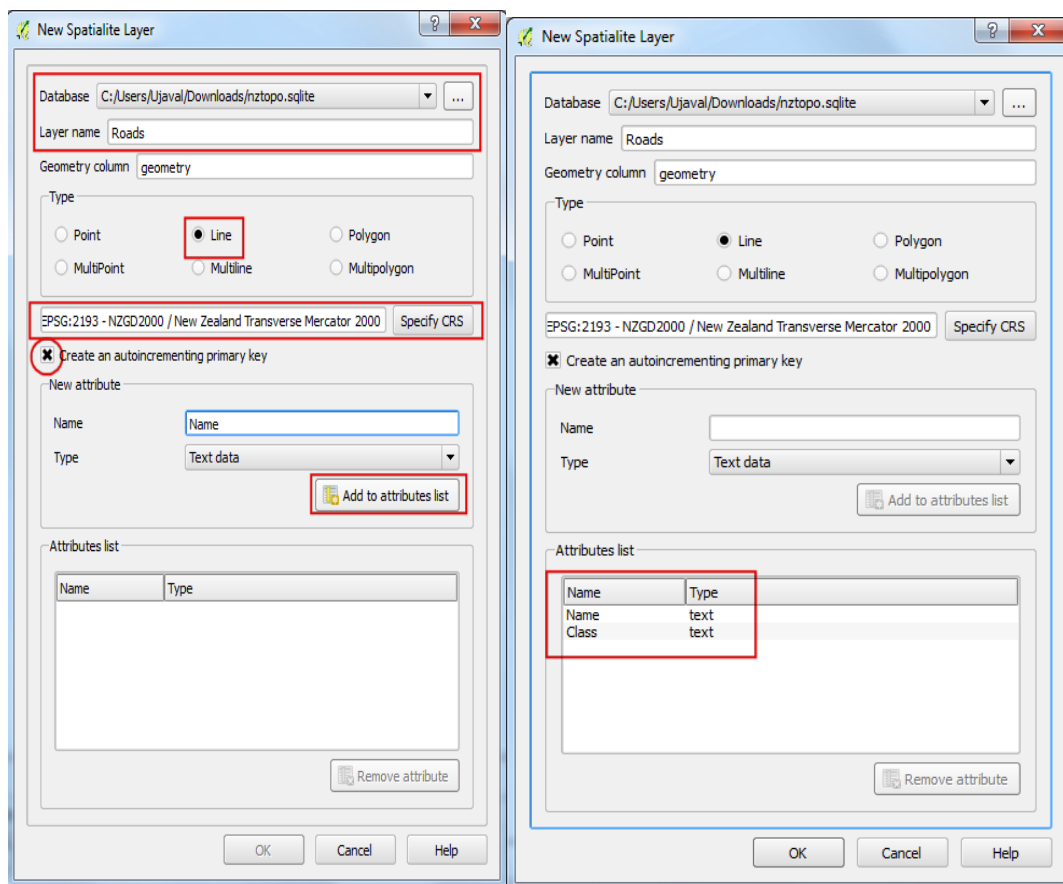 New Spatialite Layer
?
X
Database C:/Users/Ujaval/Downloads/nztopo.sqlite ...
Layer name Roads
Geometry column geometry
Type
Point Line Polygon
MultiPoint Multiline Multipolygon
EPSG:2193 - NZGD2000 / New Zealand Transverse Mercator 2000 Specify CRS
Create an autoincrementing primary key
New attribute
Name Name
Type Text data
Add to attributes list
Attributes list
Name Type
Remove attribute
OK Cancel Help
New Spatialite Layer
?
X
Database C:/Users/Ujaval/Downloads/nztopo.sqlite ...
Layer name Roads
Geometry column geometry
Type
Point Line Polygon
MultiPoint Multiline Multipolygon
EPSG:2193 - NZGD2000 / New Zealand Transverse Mercator 2000 Specify CRS
Create an autoincrementing primary key
New attribute
Name
Type Text data
Add to attributes list
Attributes list
Name Type
Name text
Class text
Remove attribute
OK Cancel Help